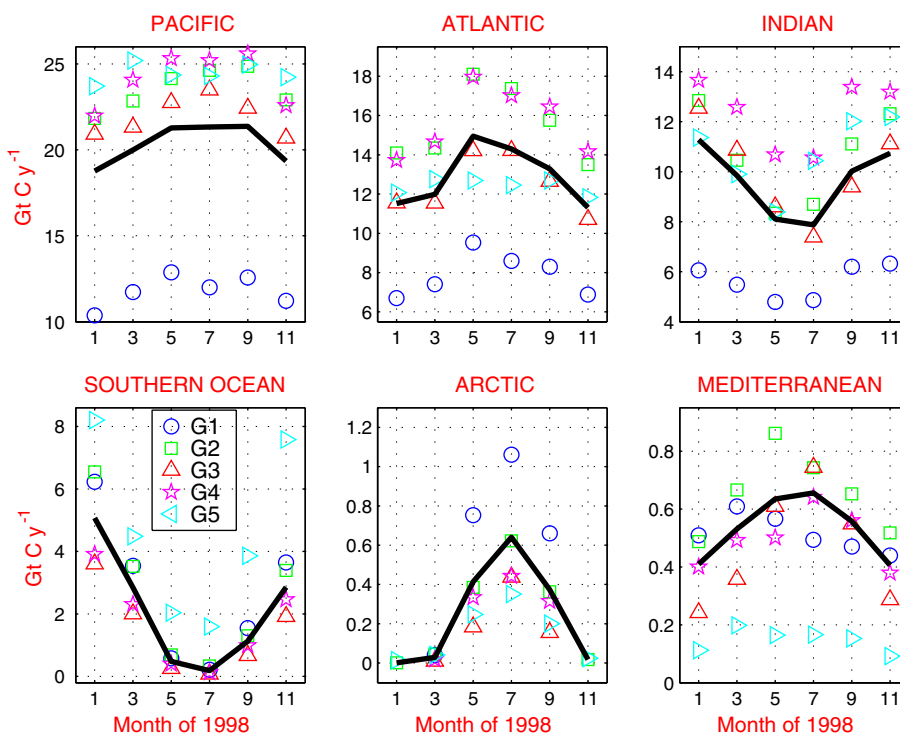 PACIFIC
ATLANTIC
INDIAN
25
20
15
10
Gt C y-1
1 3 5 7 9 11
18
16
14
12
10
8
6
1 3 5 7 9 11
14
12
10
8
6
4
1 3 5 7 9 11
SOUTHERN OCEAN
ARCTIC
MEDITERRANEAN
8
6
4
2
0
Gt C y-1
G1
G2
G3
G4
G5
1 3 5 7 9 11
Month of 1998
1.2
1
0.8
0.6
0.4
0.2
0
1 3 5 7 9 11
Month of 1998
0.8
0.6
0.4
0.2
0
1 3 5 7 9 11
Month of 1998